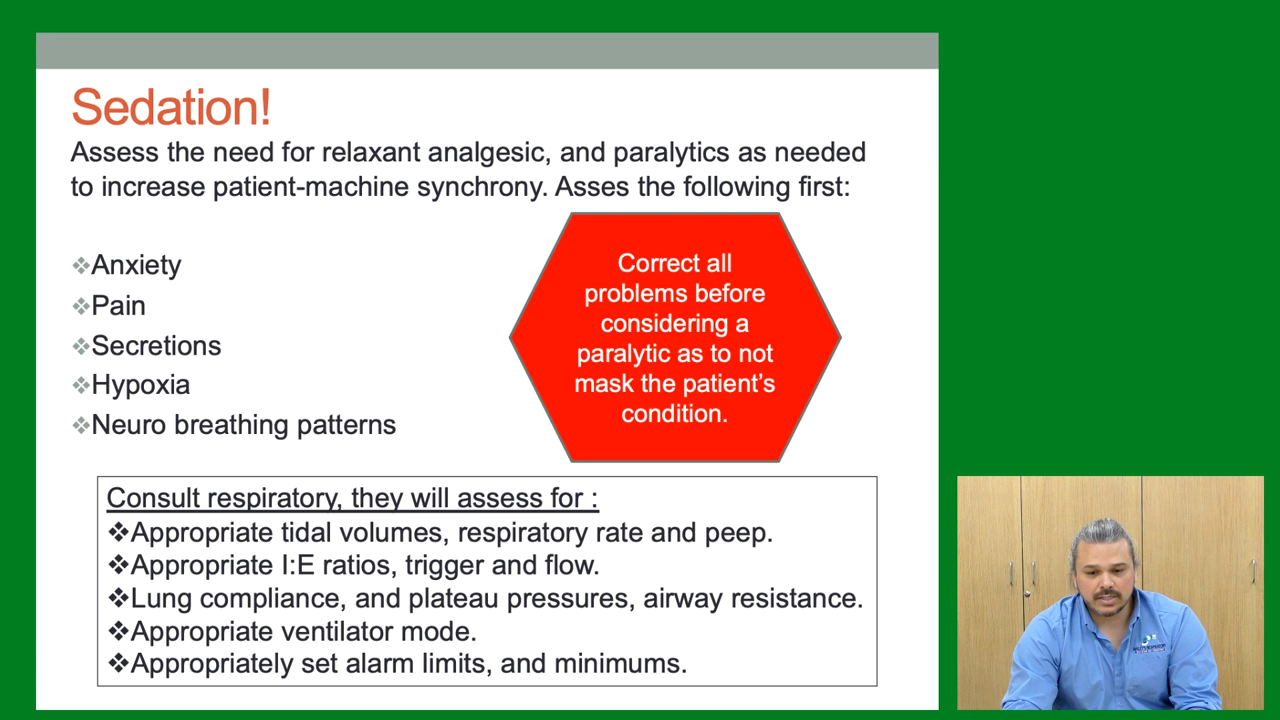 Sedation!
Assess the need for relaxant analgesic, and paralytics as needed
to increase patient-machine synchrony. Asses the following first:
❖Anxiety
❖Pain
❖Secretions
❖Hypoxia
❖Neuro breathing patterns
Correct all
problems before
considering a
paralytic as to not
mask the patient’s
condition.
Consult respiratory, they will assess for :
❖Appropriate tidal volumes, respiratory rate and peep.
❖Appropriate I:E ratios, trigger and flow.
❖Lung compliance, and plateau pressures, airway resistance.
❖Appropriate ventilator mode.
❖Appropriately set alarm limits, and minimums.